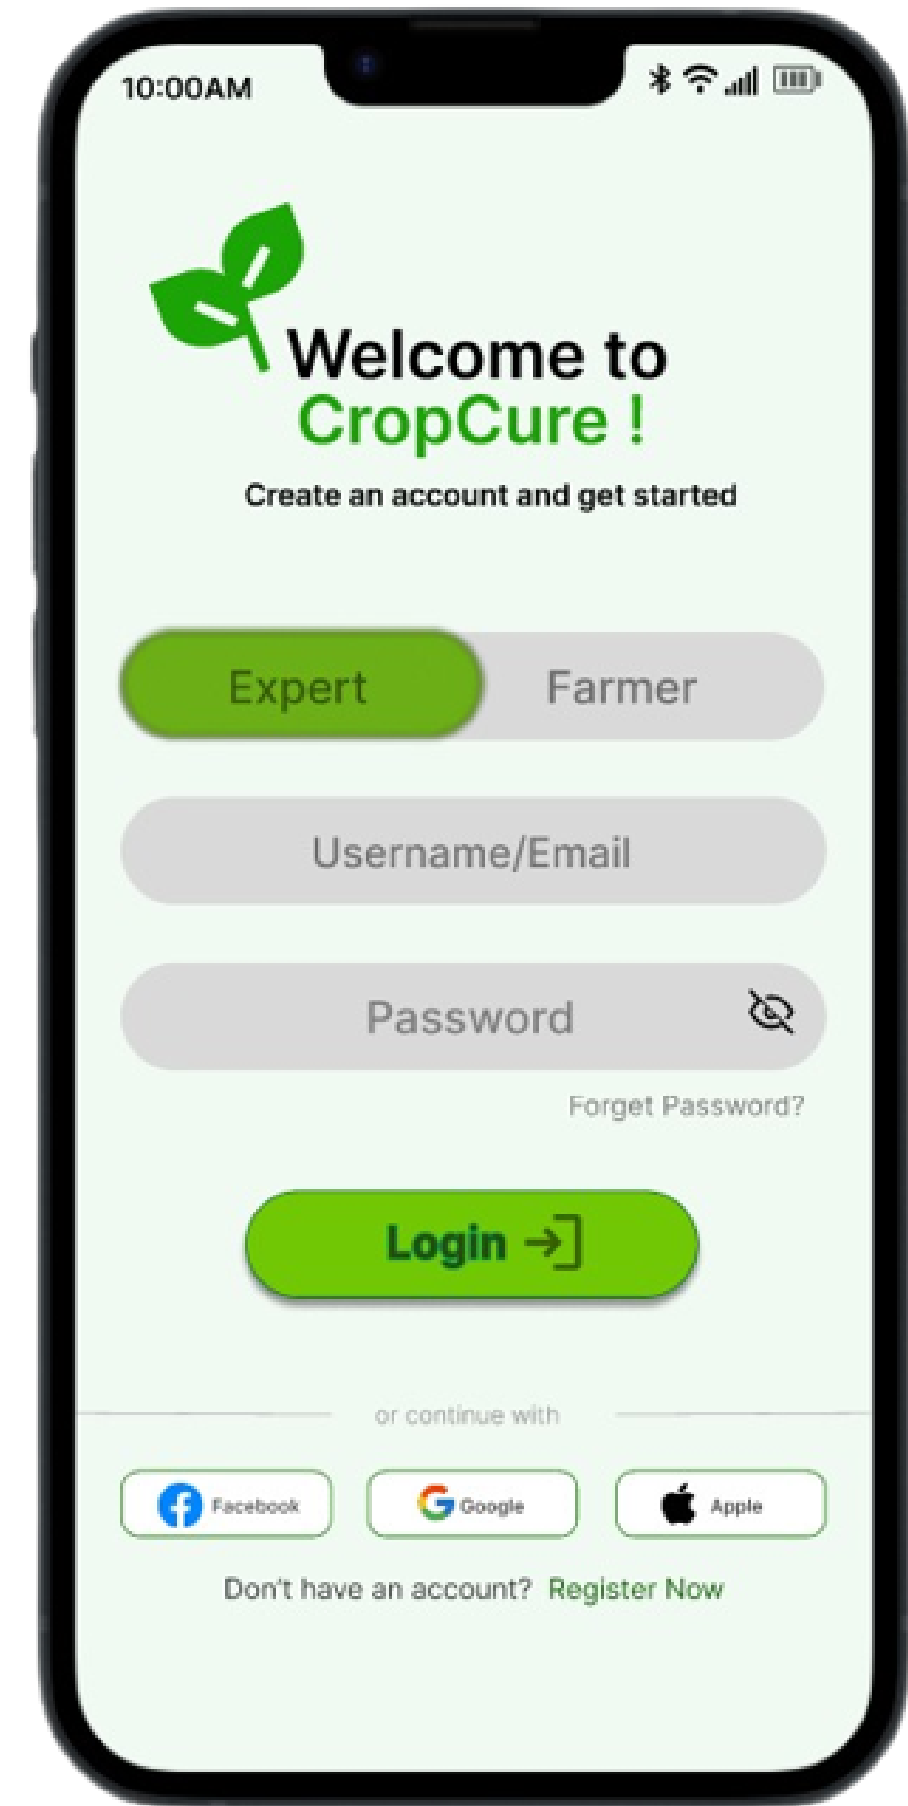 10:00AM
Welcome to
CropCure !
Create an account and get started
Expert Farmer
Username/Email
Password
Forget Password?
Login
or continue with
Facebook Google Apple
Don't have an account? Register Now